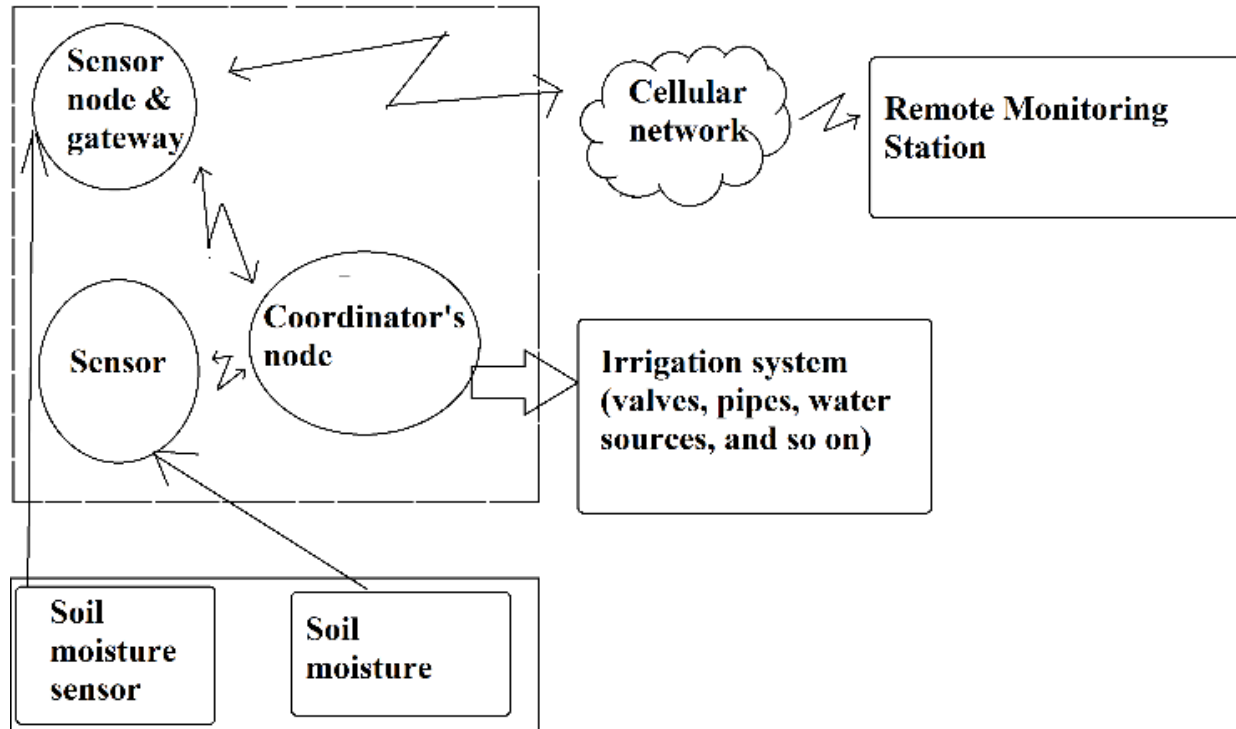 Sensor
node &
gateway
Cellular
network
Remote Monitoring
Station
Sensor
Coordinator's
node
Irrigation system
(valves, pipes, water
sources, and so on)
Soil
moisture
sensor
Soil
moisture